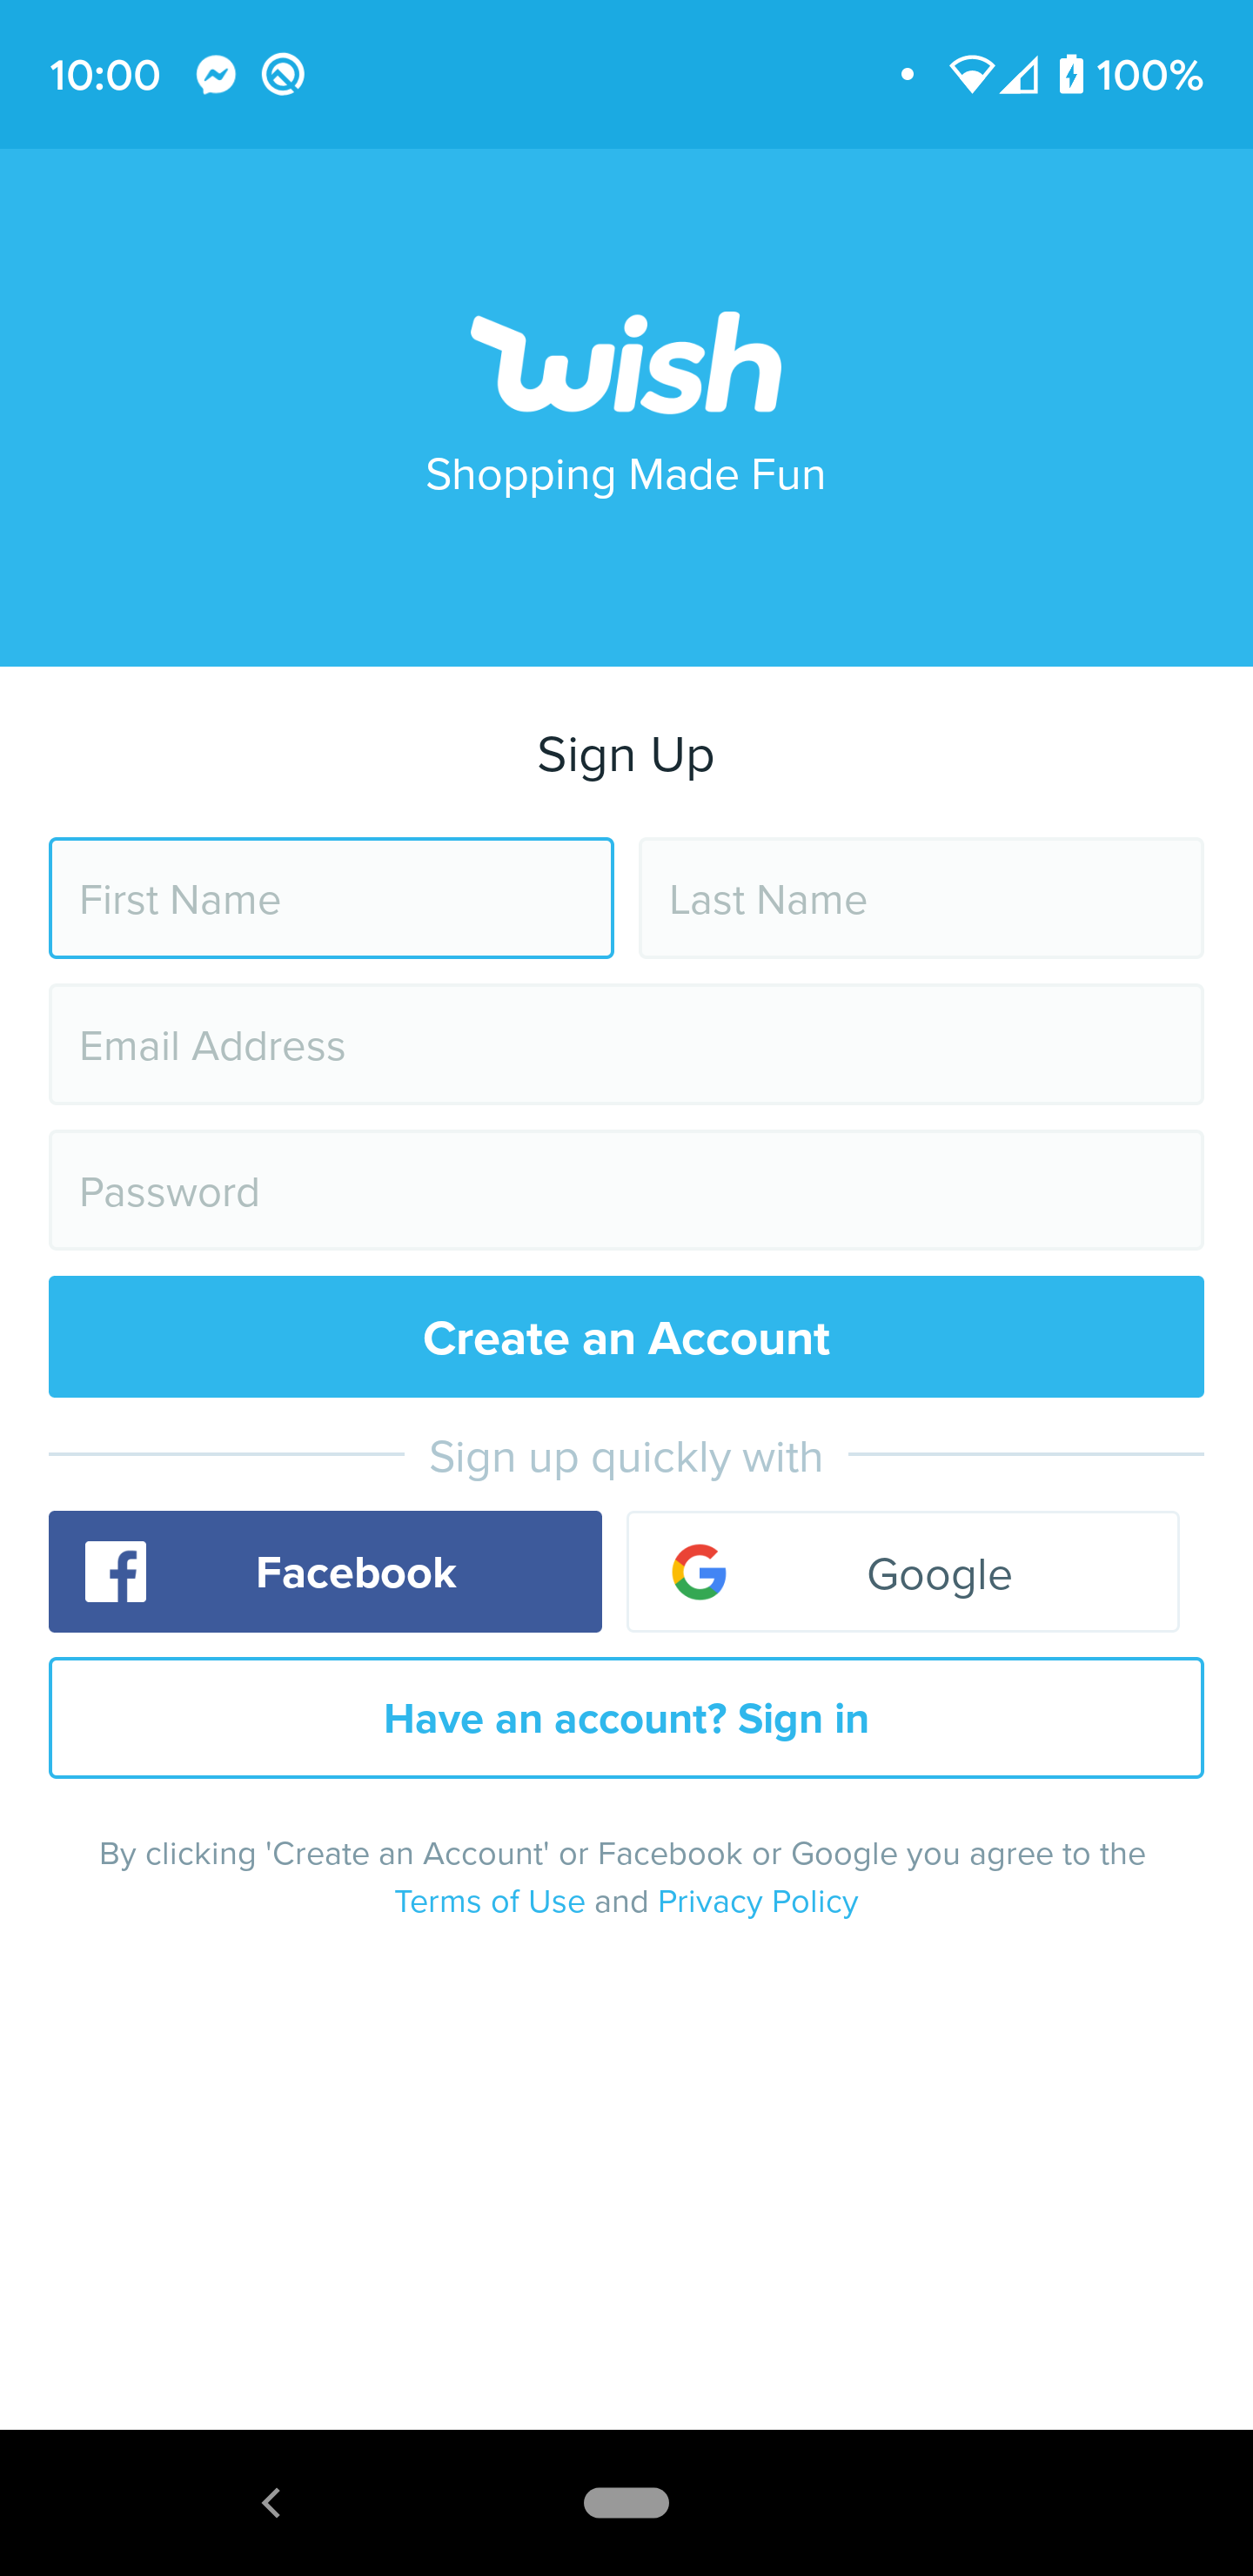 10:00 100%
wish
Shopping Made Fun
Sign Up
First Name Last Name
Email Address
Password
Create an Account
Sign up quickly with
Facebook Google
Have an account? Sign in
By clicking 'Create an Account' or Facebook or Google you agree to the
Terms of Use and Privacy Policy